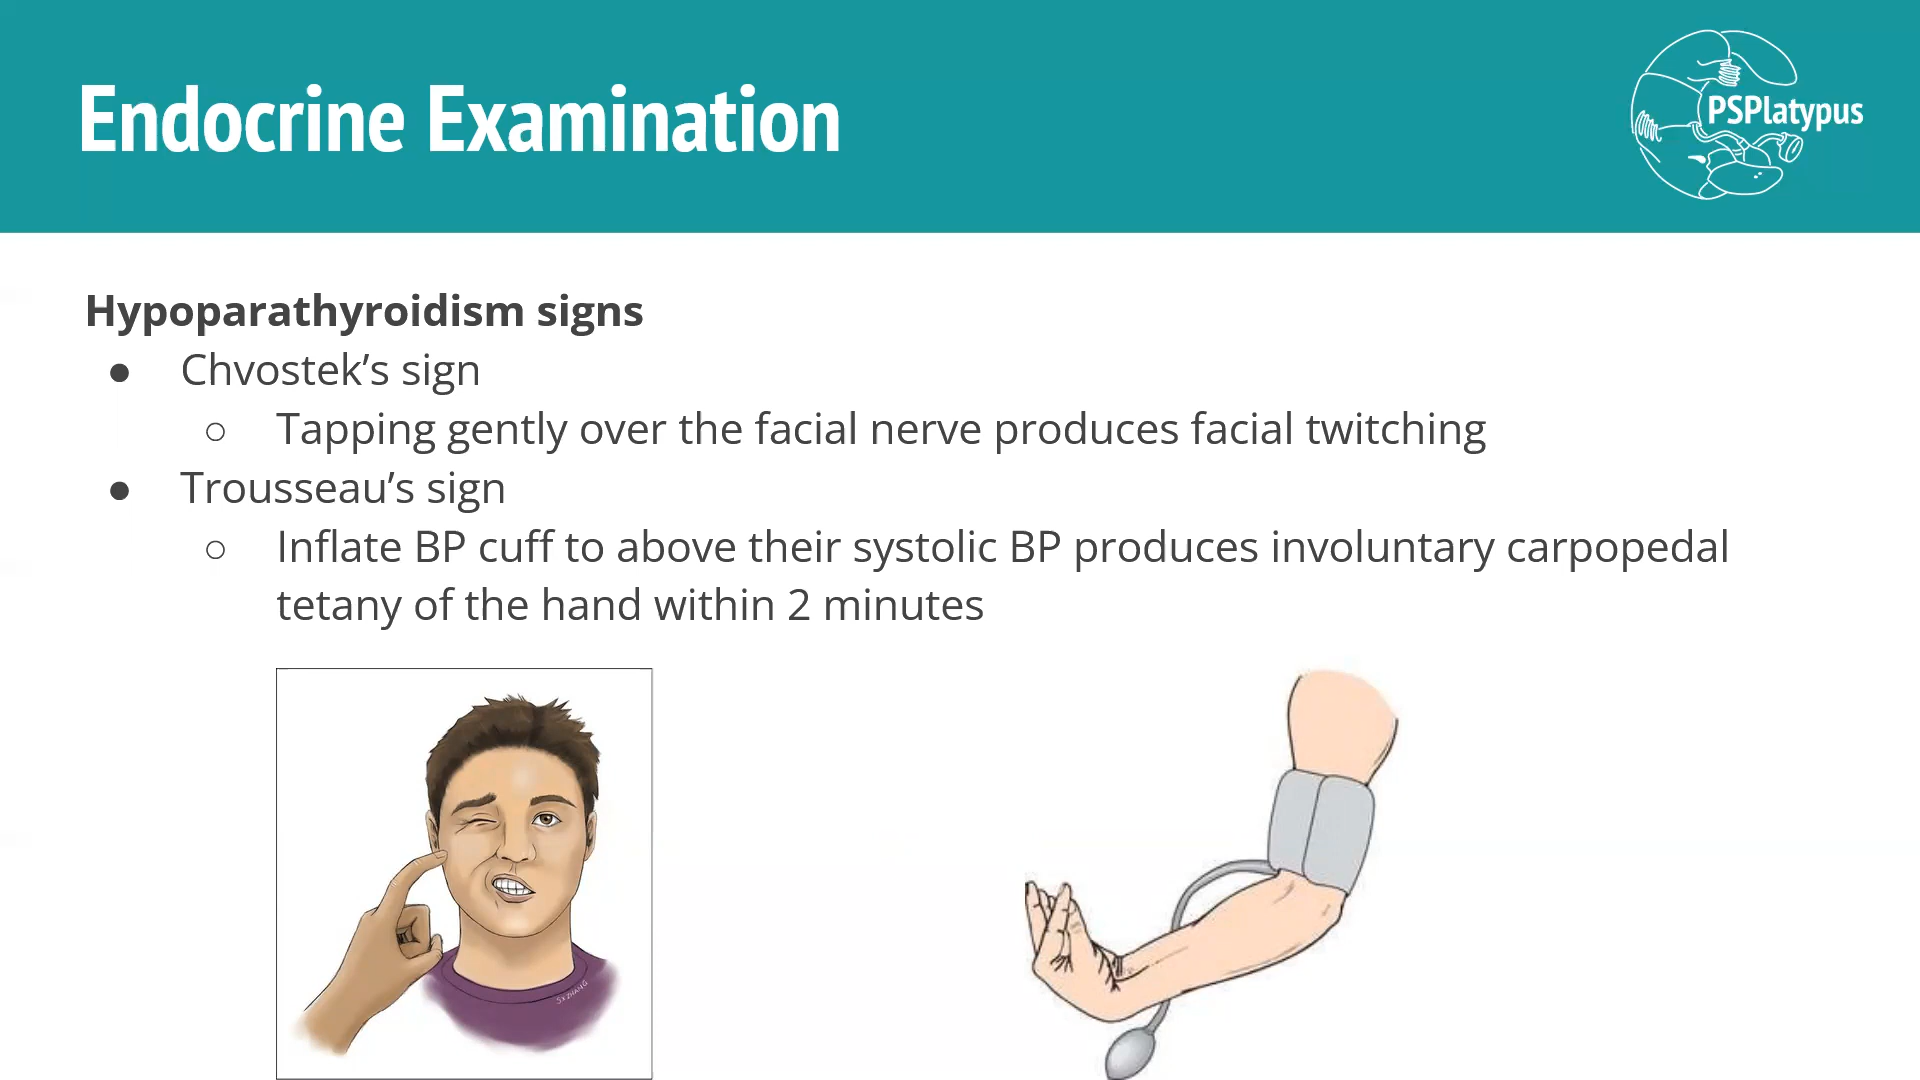 Endocrine Examination
PSPlatypus
Hypoparathyroidism signs
● Chvostek’s sign
○ Tapping gently over the facial nerve produces facial twitching
● Trousseau’s sign
○ Inflate BP cuff to above their systolic BP produces involuntary carpopedal
tetany of the hand within 2 minutes